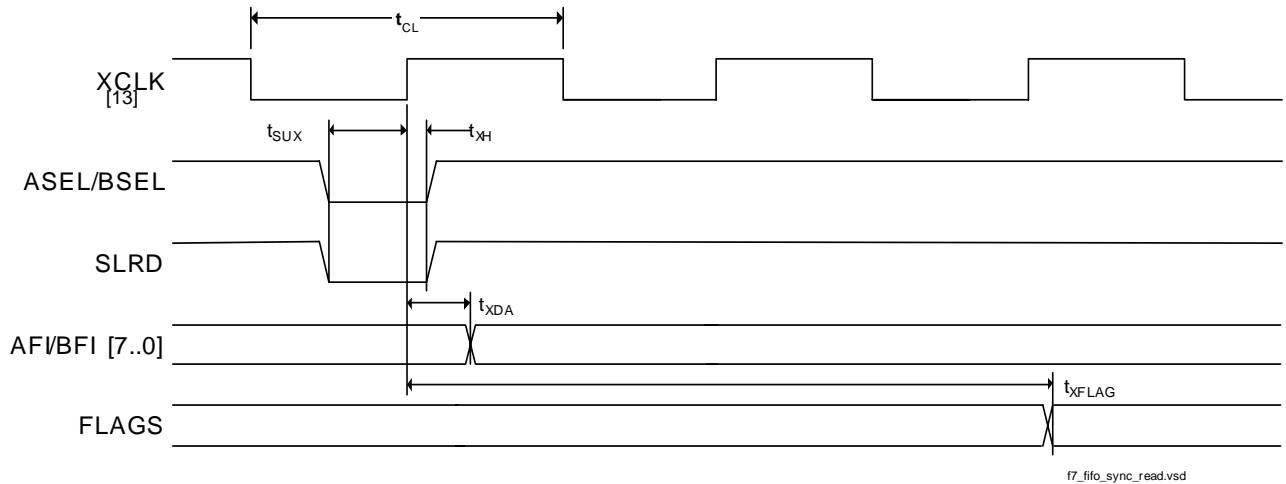 tCL
XCLK
[13]
tSUX
tXH
ASEL/BSEL
SLRD
tXDA
AFI/BFI [7..0]
tXFLAG
FLAGS
f7_fifo_sync_read.vsd